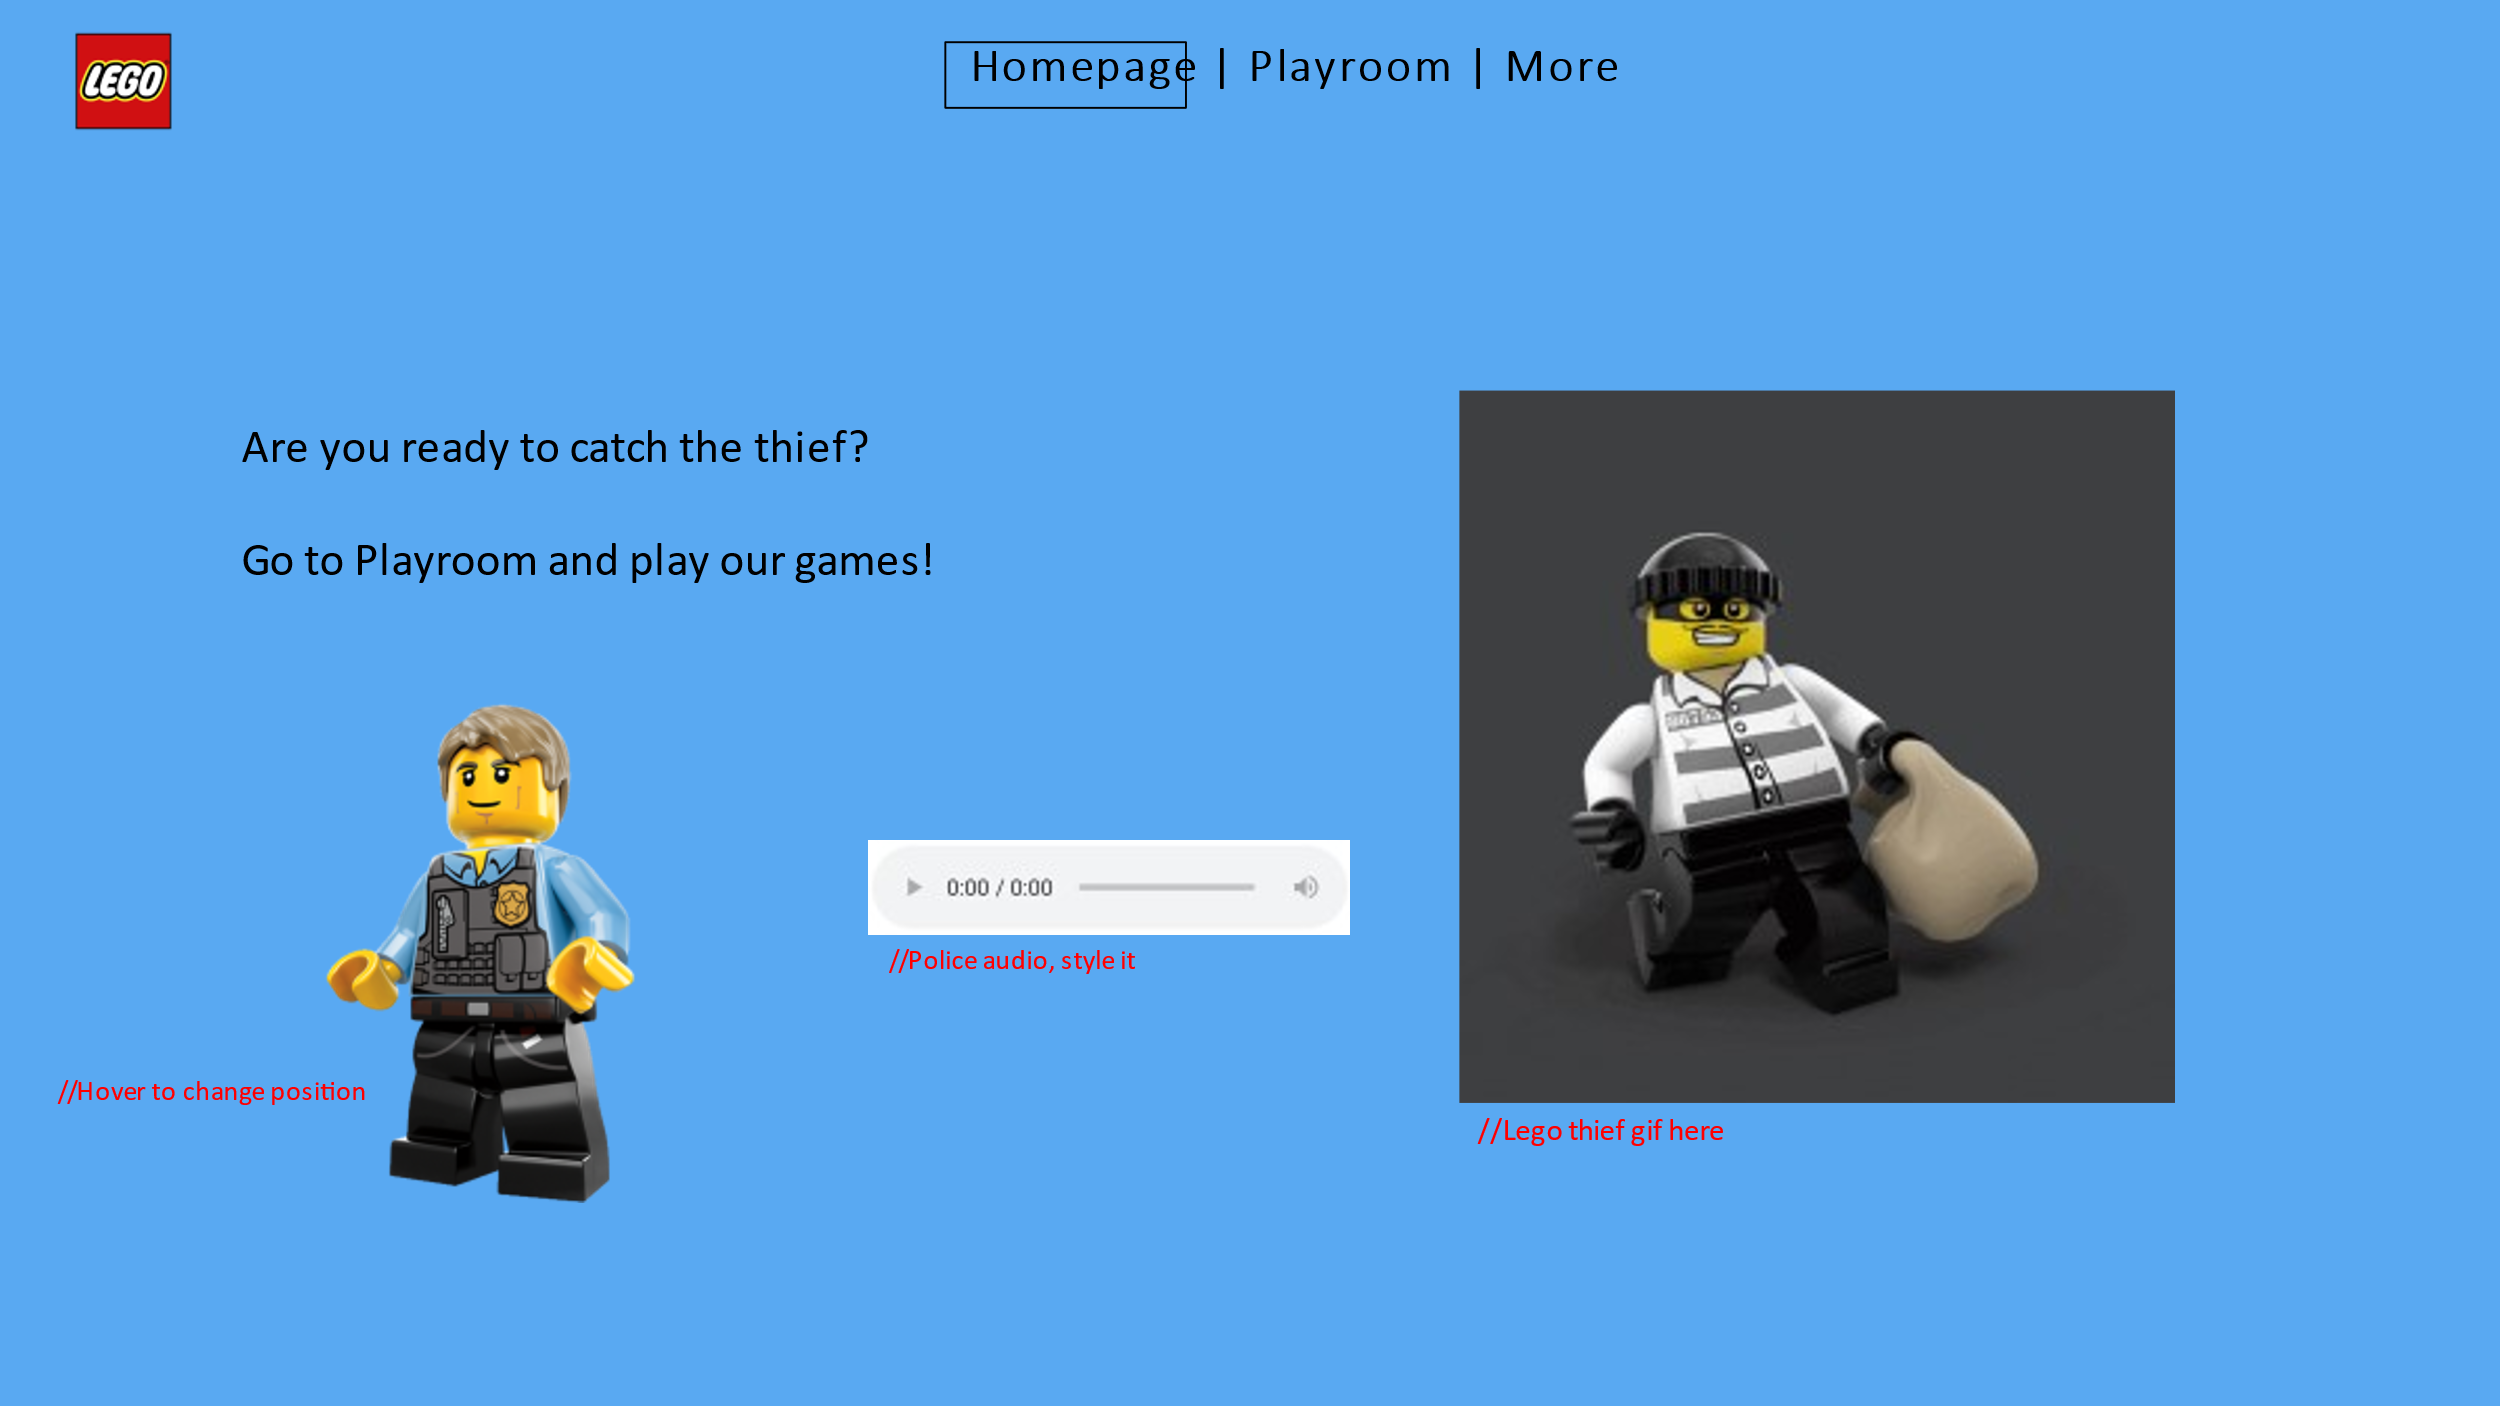 LEGO
Homepage | Playroom | More
Are you ready to catch the thief?
Go to Playroom and play our games!
0:00 / 0:00
//Police audio, style it
//Hover to change position
//Lego thief gif here